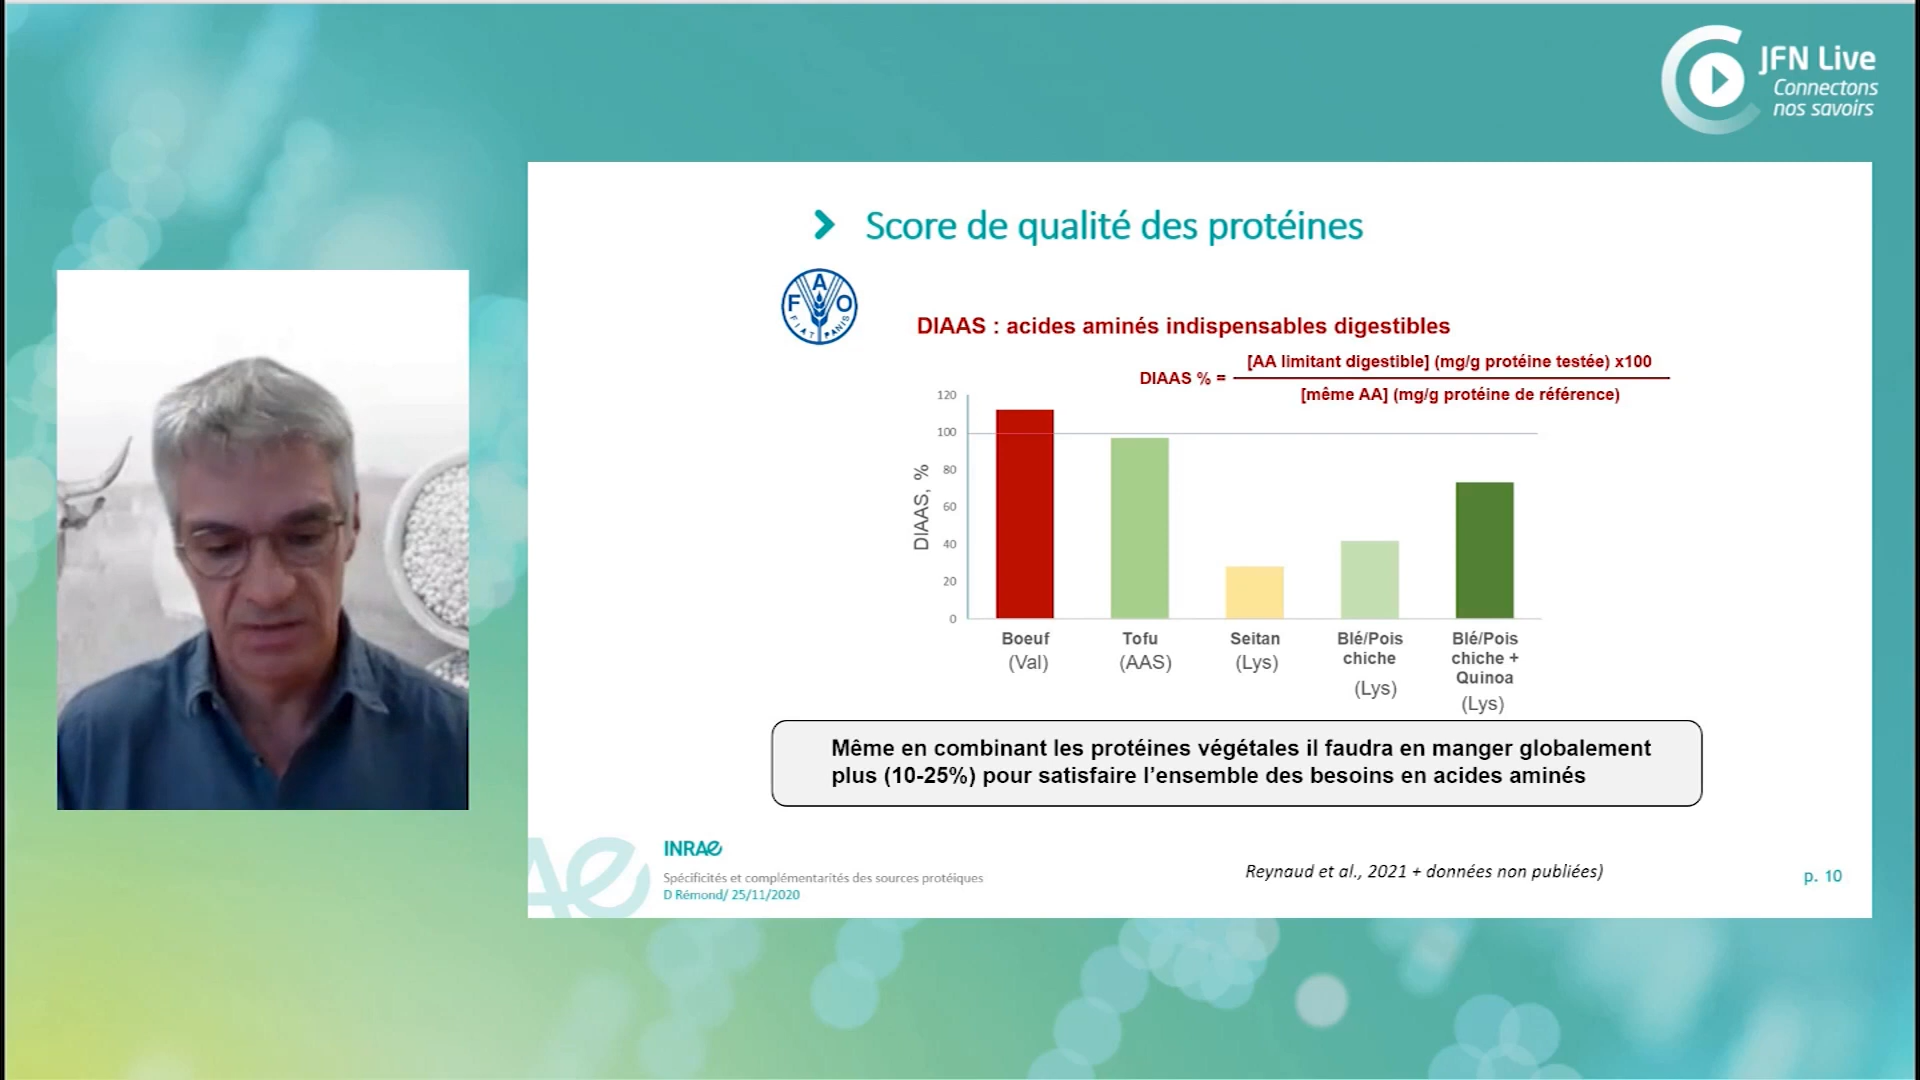 JFN Live
Connectons
nos savoirs
Score de qualité des protéines
F A O
FIAT PANIS
DIAAS : acides aminés indispensables digestibles
DIAAS % =
[AA limitant digestible] (mg/g protéine testée) x100
[même AA] (mg/g protéine de référence)
DIAAS, %
120
100
80
60
40
20
0
Boeuf
(Val)
Tofu
(AAS)
Seitan
(Lys)
Blé/Pois
chiche
(Lys)
Blé/Pois
chiche +
Quinoa
(Lys)
Même en combinant les protéines végétales il faudra en manger globalement
plus (10-25%) pour satisfaire l’ensemble des besoins en acides aminés
INRAE
Spécificités et complémentarités des sources protéiques
D Rémond/ 25/11/2020
Reynaud et al., 2021 + données non publiées)
p. 10